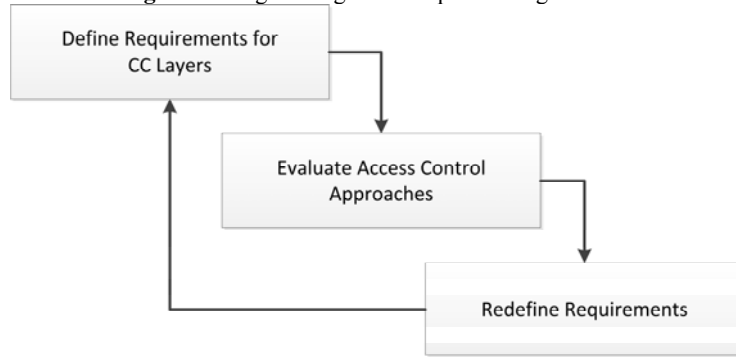 Define Requirements for
CC Layers
Evaluate Access Control
Approaches
Redefine Requirements